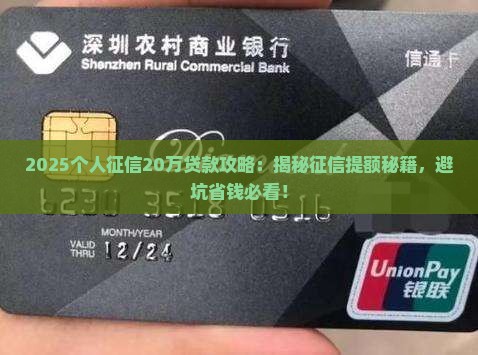 深圳农村商业银行
Shenzhen Rural Commercial Bank
信通卡
2025个人征信20万贷款攻略：揭秘征信提额秘籍，避
坑省钱必看！
MONTH/YEAR
VALID
THRU
12/24
UnionPay
银联